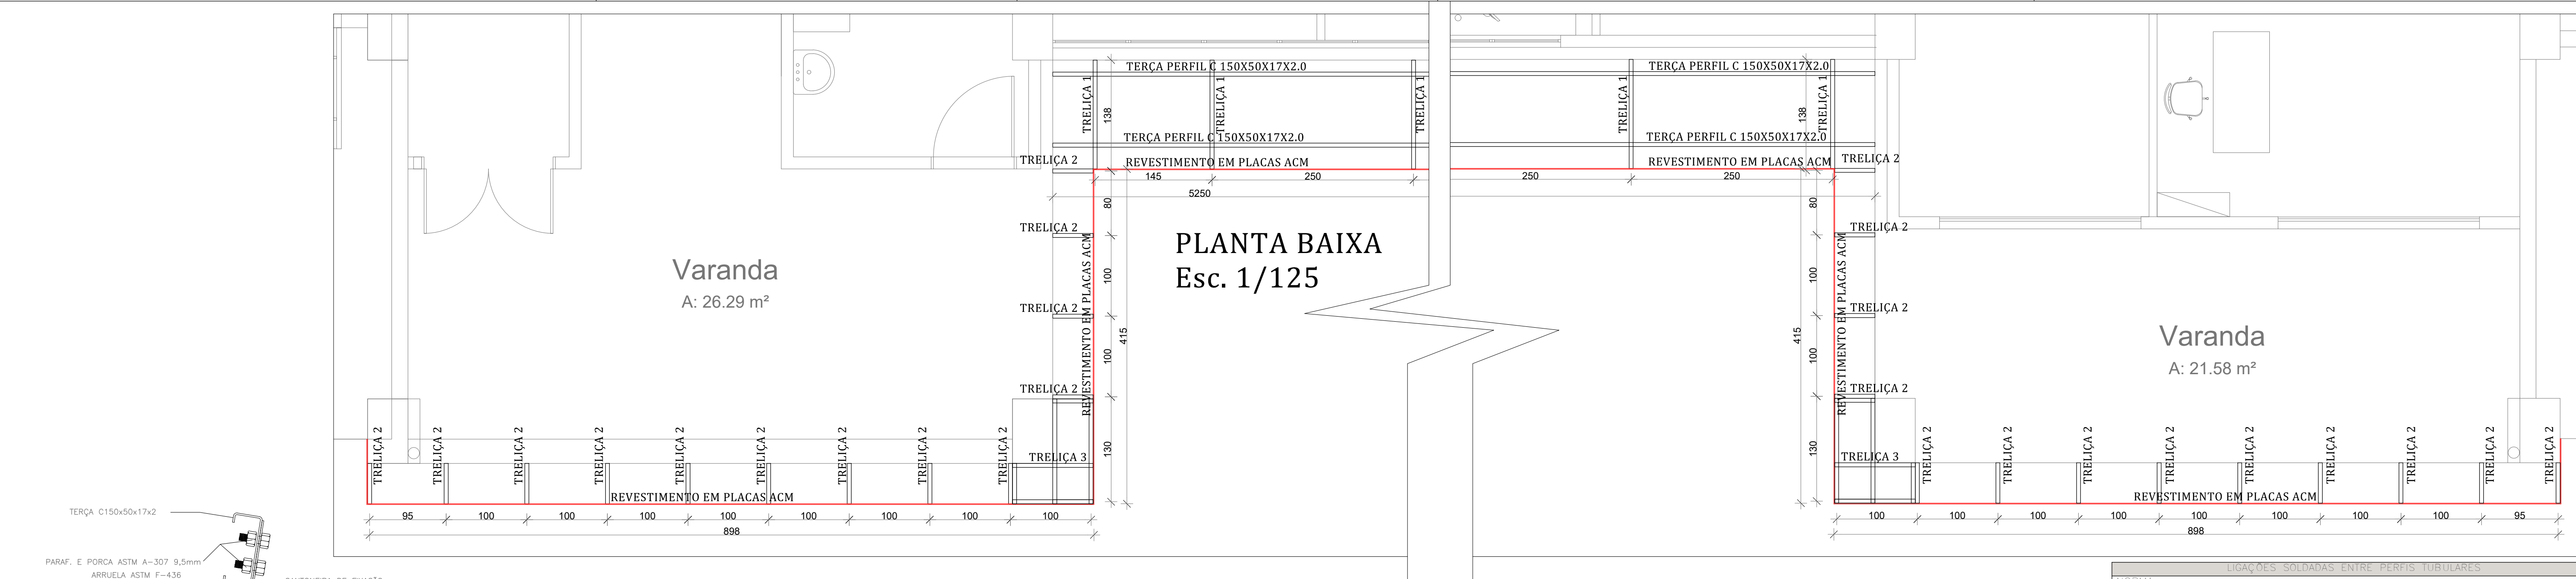 TERÇA PERFIL C 150X50X17X2.0
TERÇA PERFIL C 150X50X17X2.0
TRELIÇA 1
TRELIÇA 1
TRELIÇA 1
TRELIÇA 1
TRELIÇA 1
138
138
TERÇA PERFIL C 150X50X17X2.0
TERÇA PERFIL C 150X50X17X2.0
TRELIÇA 2
REVESTIMENTO EM PLACAS ACM
REVESTIMENTO EM PLACAS ACM
TRELIÇA 2
145
250
250
250
5250
80
80
TRELIÇA 2
TRELIÇA 2
PLANTA BAIXA
Esc. 1/125
Varanda
A: 26.29 m²
REVESTIMENTO EM PLACAS ACM
REVESTIMENTO EM PLACAS ACM
100
100
TRELIÇA 2
TRELIÇA 2
415
415
100
100
Varanda
A: 21.58 m²
TRELIÇA 2
TRELIÇA 2
130
130
TRELIÇA 2
TRELIÇA 2
TRELIÇA 2
TRELIÇA 2
TRELIÇA 2
TRELIÇA 2
TRELIÇA 2
TRELIÇA 2
TRELIÇA 2
TRELIÇA 3
TRELIÇA 3
TRELIÇA 2
TRELIÇA 2
TRELIÇA 2
TRELIÇA 2
TRELIÇA 2
TRELIÇA 2
TRELIÇA 2
TRELIÇA 2
TRELIÇA 2
REVESTIMENTO EM PLACAS ACM
REVESTIMENTO EM PLACAS ACM
95
100
100
100
100
100
100
100
100
898
100
100
100
100
100
100
100
100
95
898
TERÇA C150x50x17x2
PARAF. E PORCA ASTM A-307 9,5mm
ARRUELA ASTM F-436
LIGAÇÕES SOLDADAS ENTRE PERFIS TUBULARES